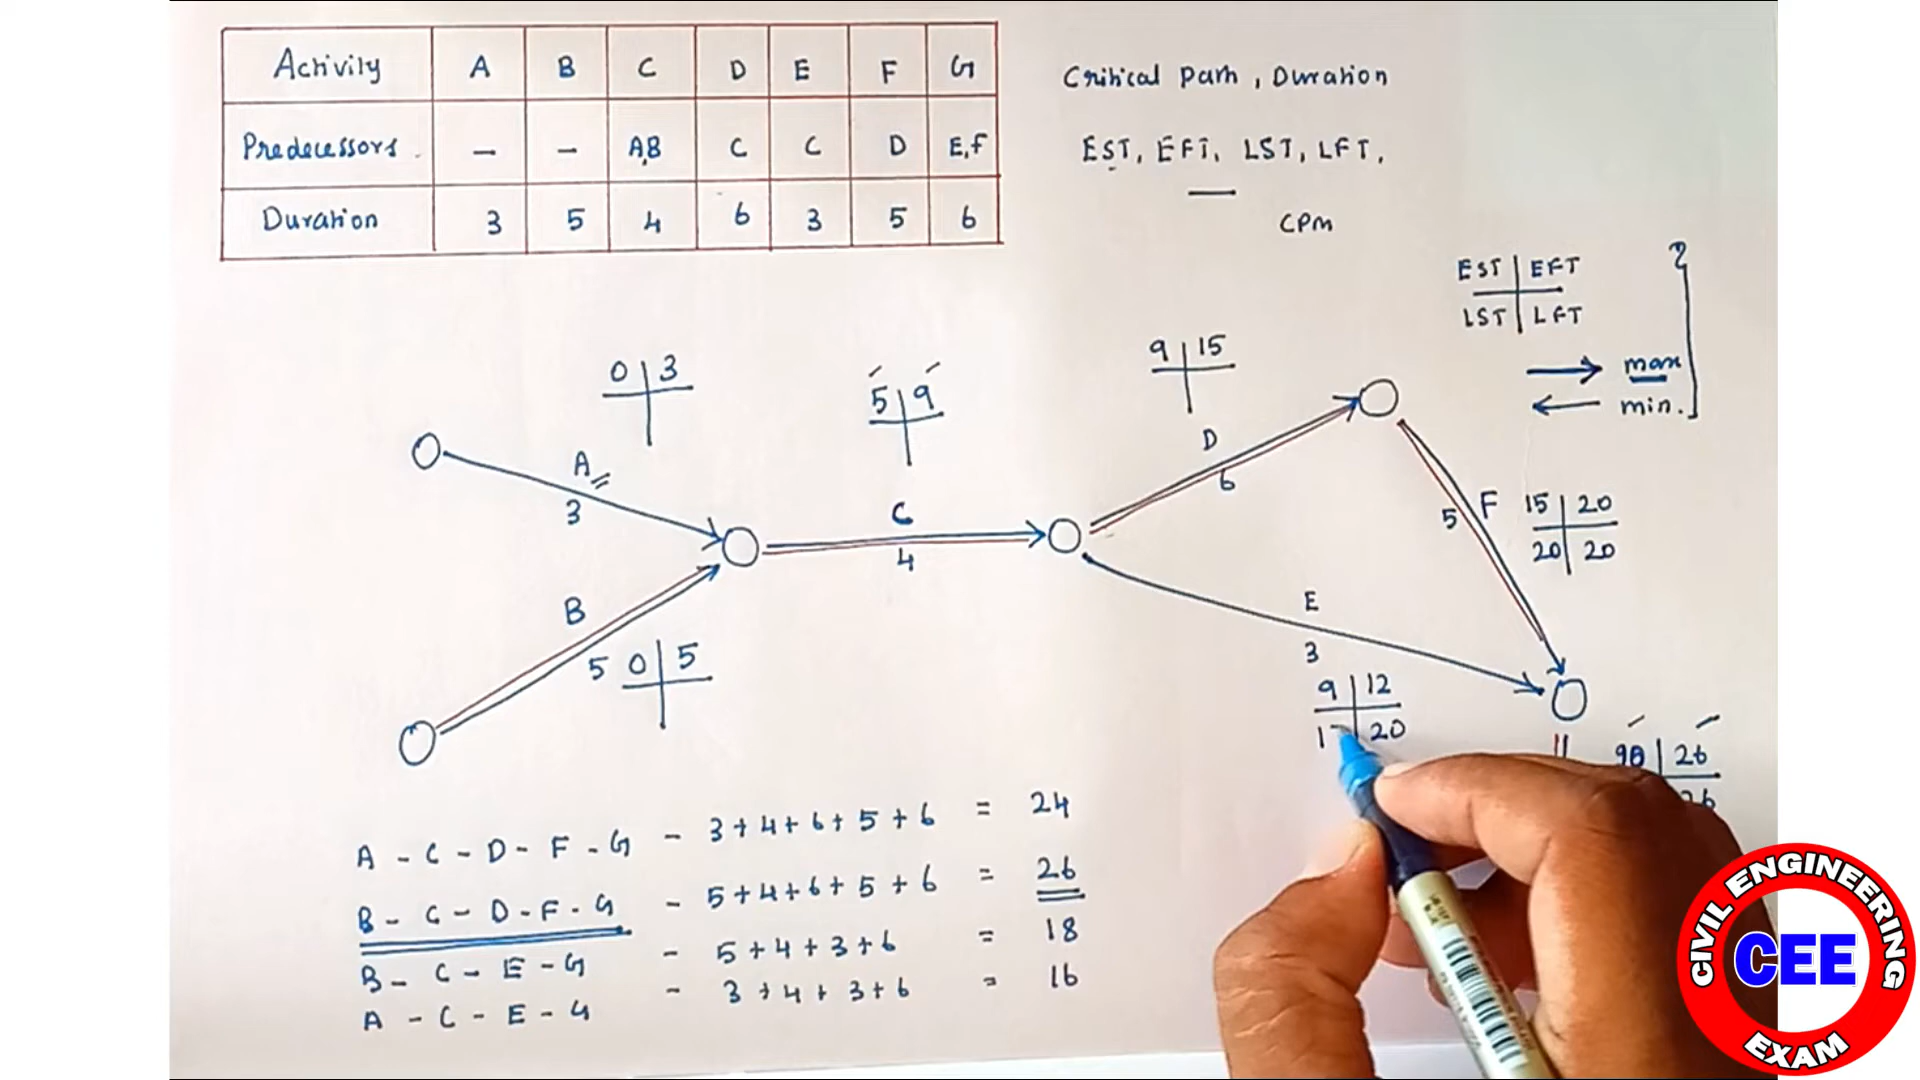 Activity A B C D E F G
Predecessors - - A,B C C D E,F
Duration 3 5 4 6 3 5 6
Critical Path, Duration
EST, EFT, LST, LFT,
CPM
EST EFT
LST LFT
max
min.
0 3
5 9
9 15
A
3
C
4
D
6
F
5
15 20
20 20
B
5
0 5
E
3
9 12
20
26
A - C - D - F - G - 3+4+6+5+6 = 24
B - C - D - F - G - 5+4+6+5+6 = 26
B - C - E - G - 5+4+3+6 = 18
A - C - E - G - 3+4+3+6 = 16
CIVIL ENGINEERING
CEE
EXAM